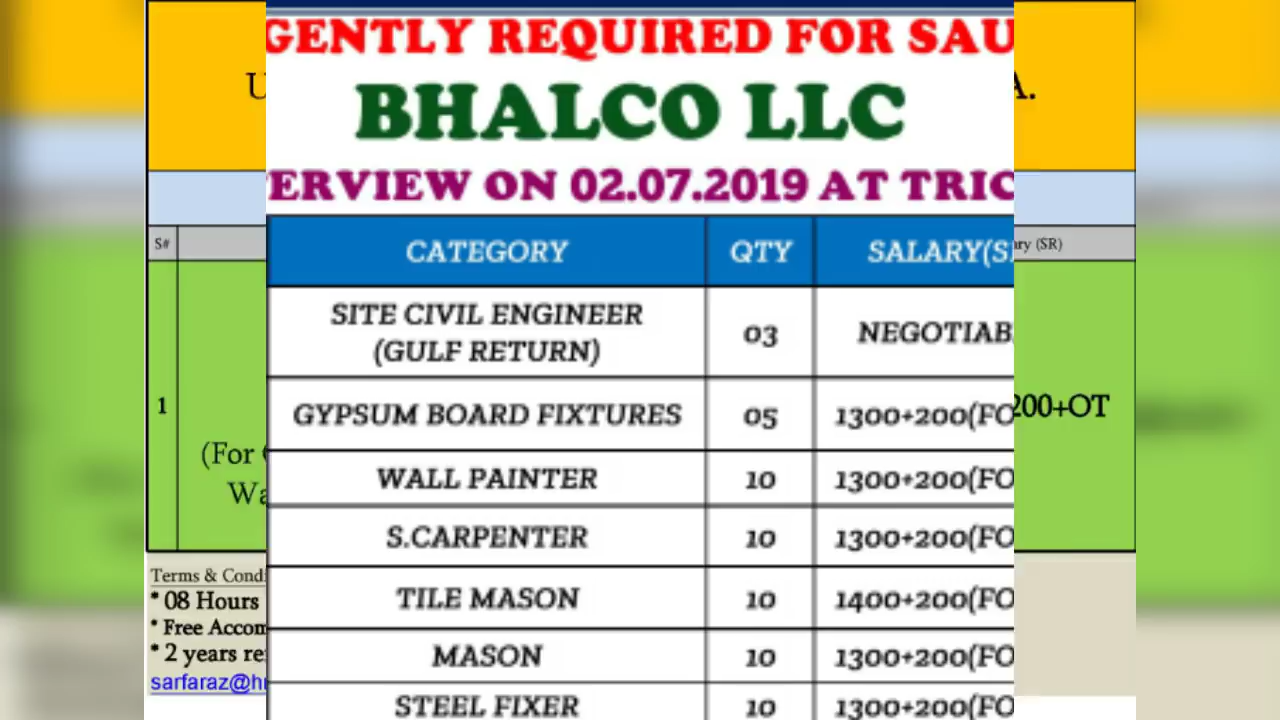 GENTLY REQUIRED FOR SAU
BHALCO LLC
ERVIEW ON 02.07.2019 AT TRIC
CATEGORY QTY SALARY(S
SITE CIVIL ENGINEER
(GULF RETURN) 03 NEGOTIAB
GYPSUM BOARD FIXTURES 05 1300+200(FO
WALL PAINTER 10 1300+200(FO
S.CARPENTER 10 1300+200(FO
TILE MASON 10 1400+200(FO
MASON 10 1300+200(FO
STEEL FIXER 10 1300+200(FO
U
A.
S# ary (SR)
1 200+OT
(For
Wa
Terms & Condi
* 08 Hours
* Free Accom
* 2 years re
sarfaraz@h